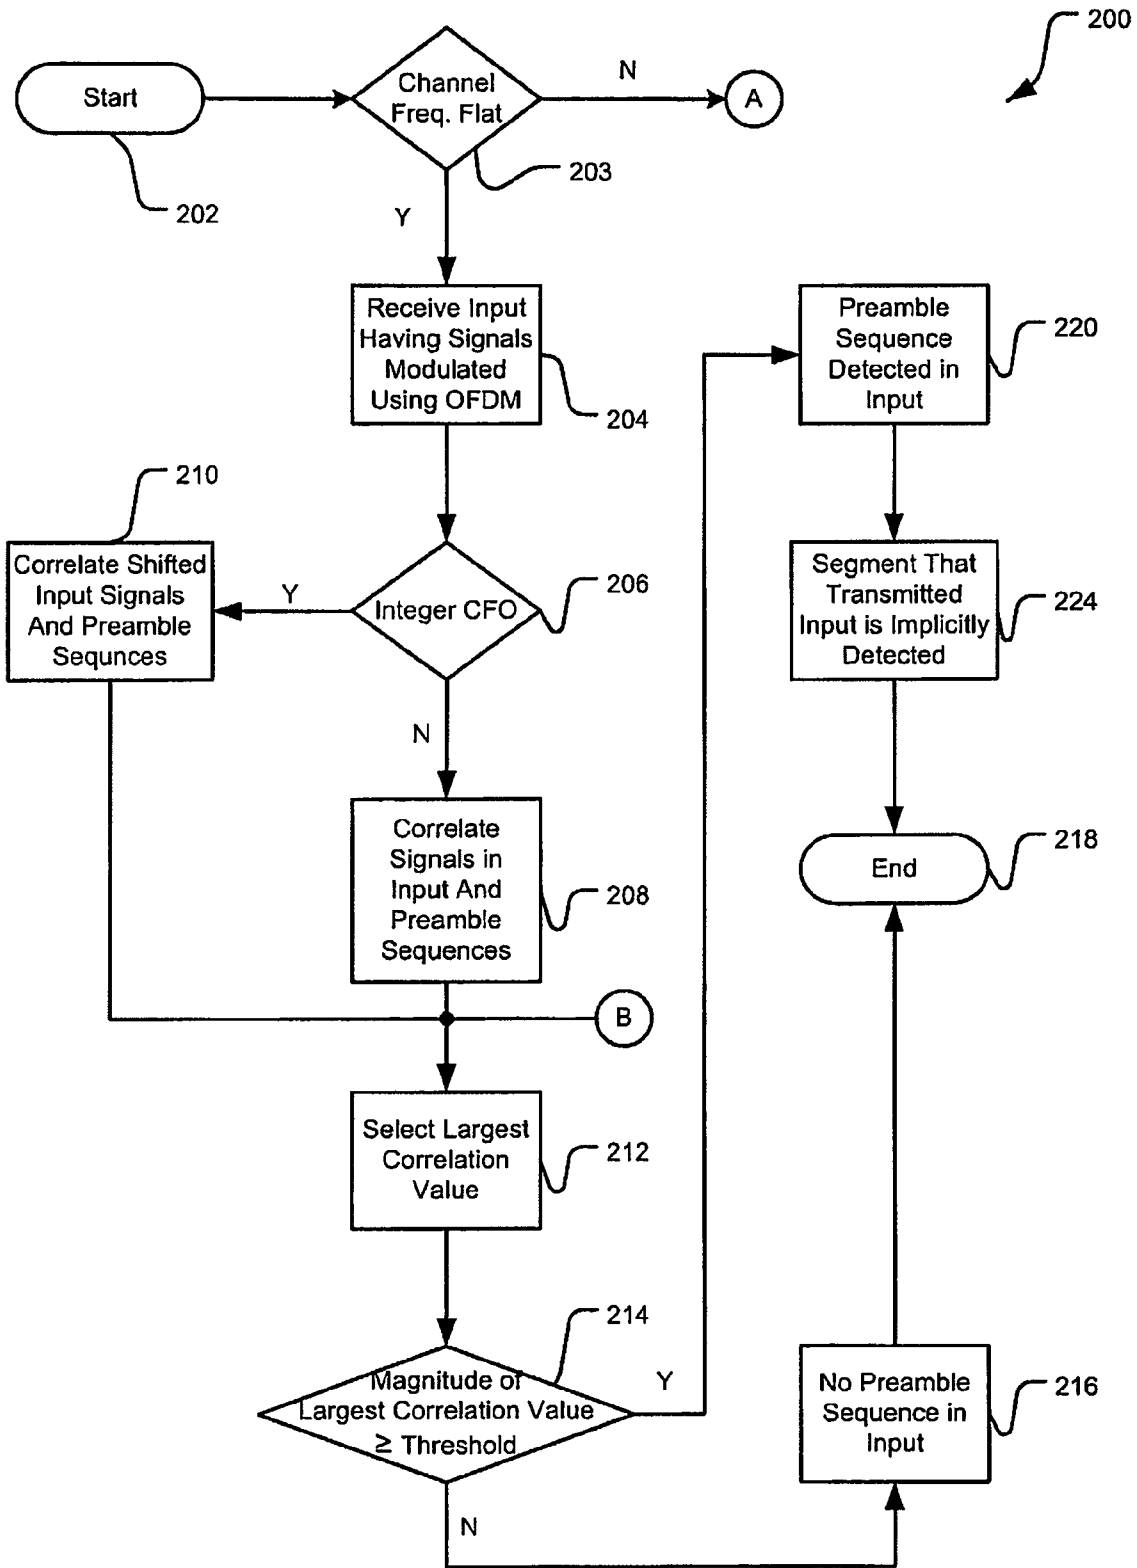 200
Start
202
Channel
Freq. Flat
203
N
A
Y
Receive Input
Having Signals
Modulated
Using OFDM
204
Preamble
Sequence
Detected in
Input
220
210
Correlate Shifted
Input Signals
And Preamble
Sequnces
Y
Integer CFO
206
Segment That
Transmitted
Input is Implicitly
Detected
224
N
Correlate
Signals in
Input And
Preamble
Sequences
208
End
218
B
Select Largest
Correlation
Value
212
214
Magnitude of
Largest Correlation Value
≥ Threshold
Y
No Preamble
Sequence in
Input
216
N